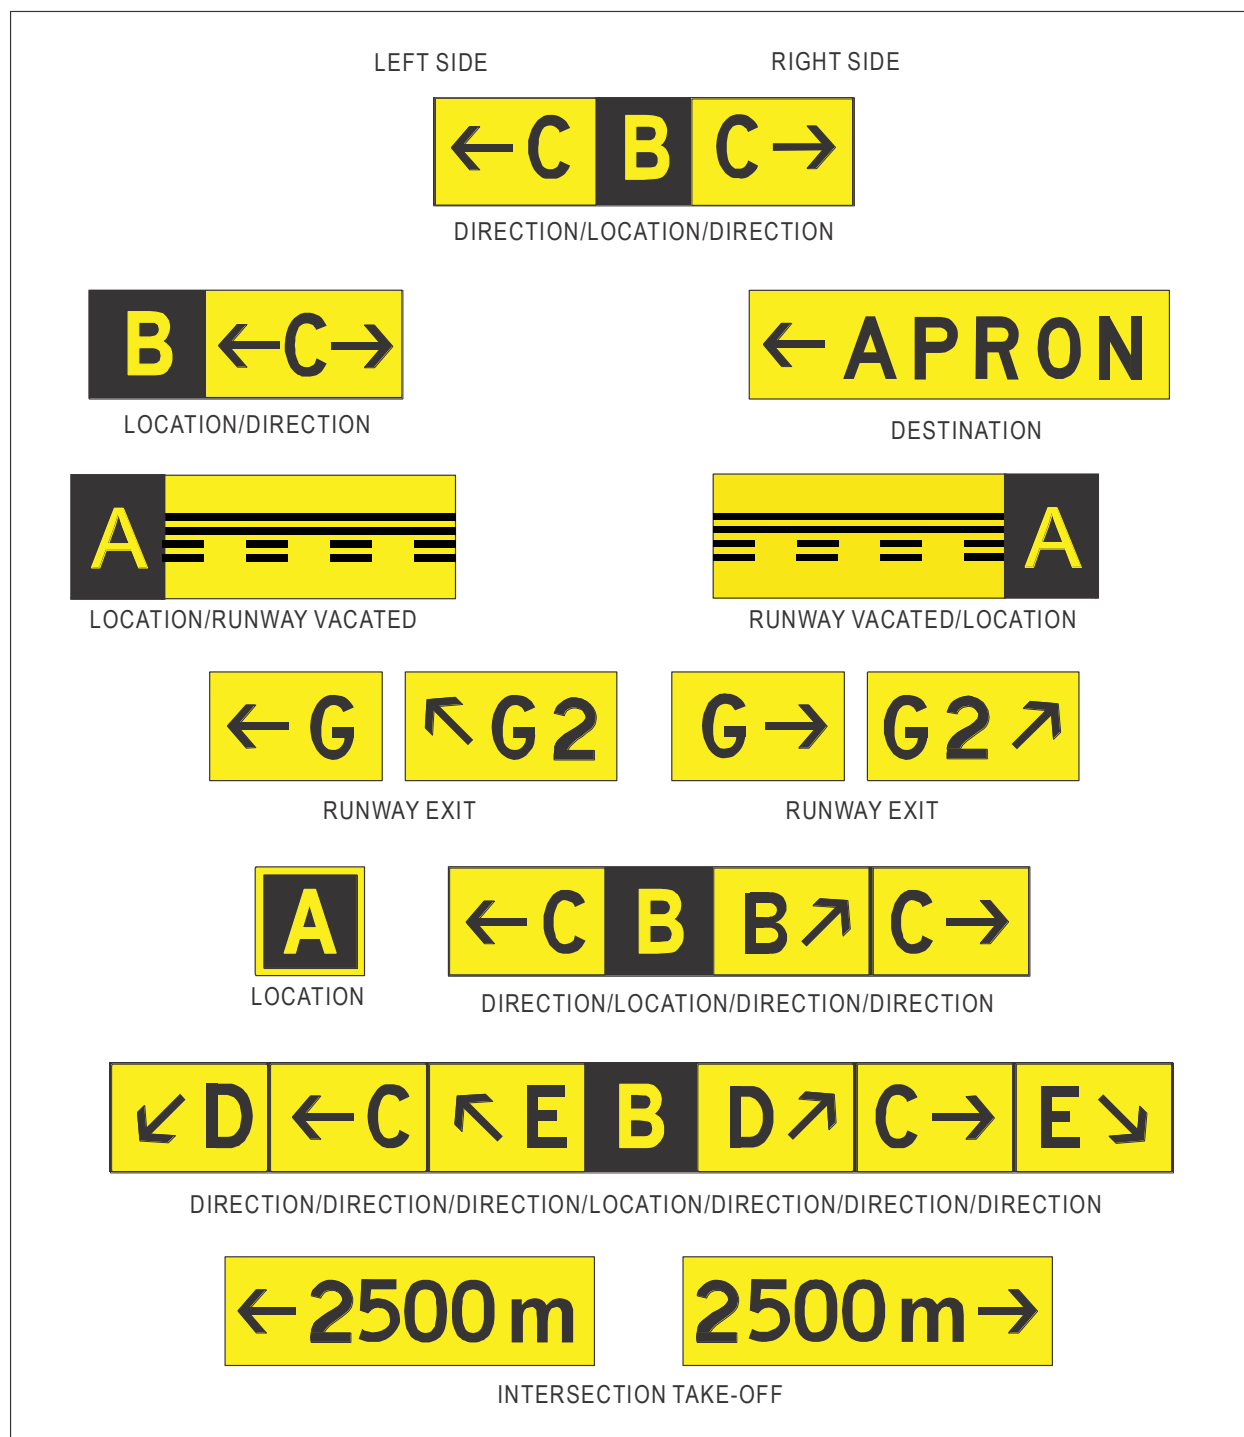 LEFT SIDE RIGHT SIDE
←C B C→
DIRECTION/LOCATION/DIRECTION
B ←C→ ←APRON
LOCATION/DIRECTION DESTINATION
A A
LOCATION/RUNWAY VACATED RUNWAY VACATED/LOCATION
←G ↖G2 G→ G2↗
RUNWAY EXIT RUNWAY EXIT
A ←C B B↗ C→
LOCATION DIRECTION/LOCATION/DIRECTION/DIRECTION
↙D ←C ↖E B D↗ C→ E↘
DIRECTION/DIRECTION/DIRECTION/LOCATION/DIRECTION/DIRECTION/DIRECTION
←2500m 2500m→
INTERSECTION TAKE-OFF